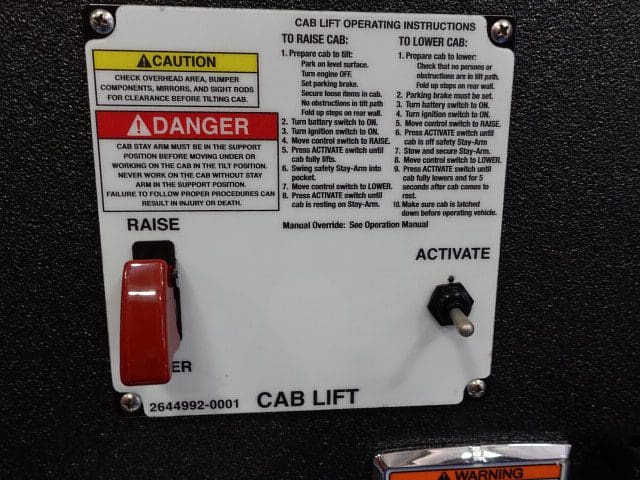 CAB LIFT OPERATING INSTRUCTIONS
CAUTION
CHECK OVERHEAD AREA, BUMPER
COMPONENTS, MIRRORS, AND SIGHT RODS
FOR CLEARANCE BEFORE TILTING CAB.
DANGER
CAB STAY ARM MUST BE IN THE SUPPORT
POSITION BEFORE MOVING UNDER OR
WORKING ON THE CAB IN THE TILT POSITION.
NEVER WORK ON THE CAB WITHOUT STAY
ARM IN THE SUPPORT POSITION.
FAILURE TO FOLLOW PROPER PROCEDURES CAN
RESULT IN INJURY OR DEATH.
TO RAISE CAB:
1. Prepare cab to tilt:
Park on level surface.
Turn engine OFF.
Set parking brake.
Secure loose items in cab.
No obstructions in tilt path
Fold up steps on rear wall.
2. Turn battery switch to ON.
3. Turn ignition switch to ON.
4. Move control switch to RAISE.
5. Press ACTIVATE switch until
cab fully lifts.
6. Swing safety Stay-Arm into
pocket.
7. Move control switch to LOWER.
8. Press ACTIVATE switch until
cab is resting on Stay-Arm.
TO LOWER CAB:
1. Prepare cab to lower:
Check that no persons or
obstructions are in tilt path.
Fold up steps on rear wall.
2. Parking brake must be set.
3. Turn battery switch to ON.
4. Turn ignition switch to ON.
5. Move control switch to RAISE.
6. Press ACTIVATE switch until
cab is off safety Stay-Arm
7. Stow and secure Stay-Arm.
8. Move control switch to LOWER.
9. Press ACTIVATE switch until
cab fully lowers and for 5
seconds after cab comes to
rest.
10. Make sure cab is latched
down before operating vehicle.
Manual Override: See Operation Manual
RAISE
ACTIVATE
ER
2644992-0001
CAB LIFT
WARNING